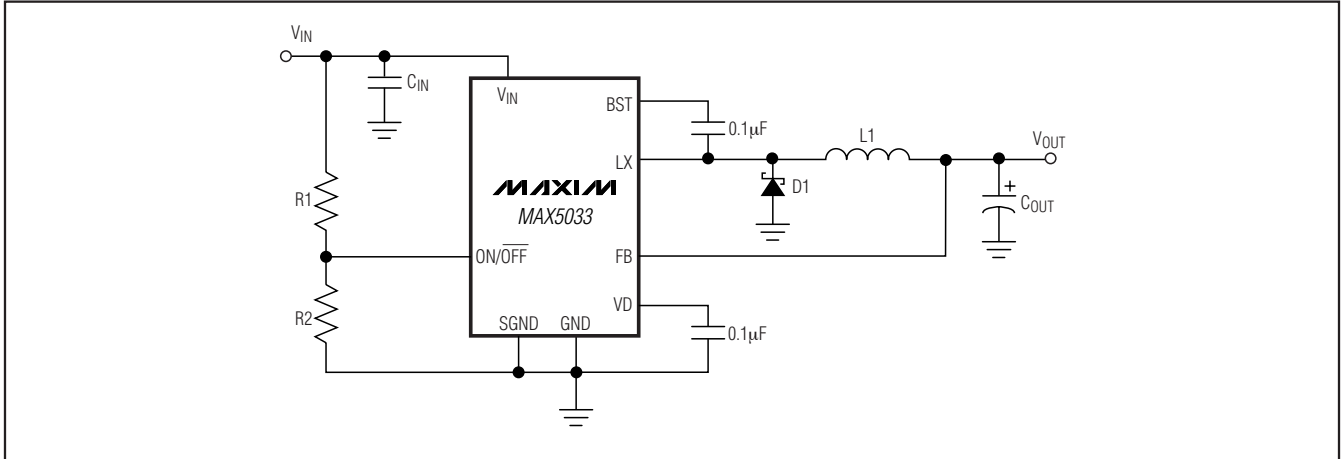 VIN
CIN
VIN
BST
0.1µF
LX
L1
VOUT
R1
MAXIM
MAX5033
D1
+
COUT
ON/OFF
FB
R2
VD
SGND GND
0.1µF